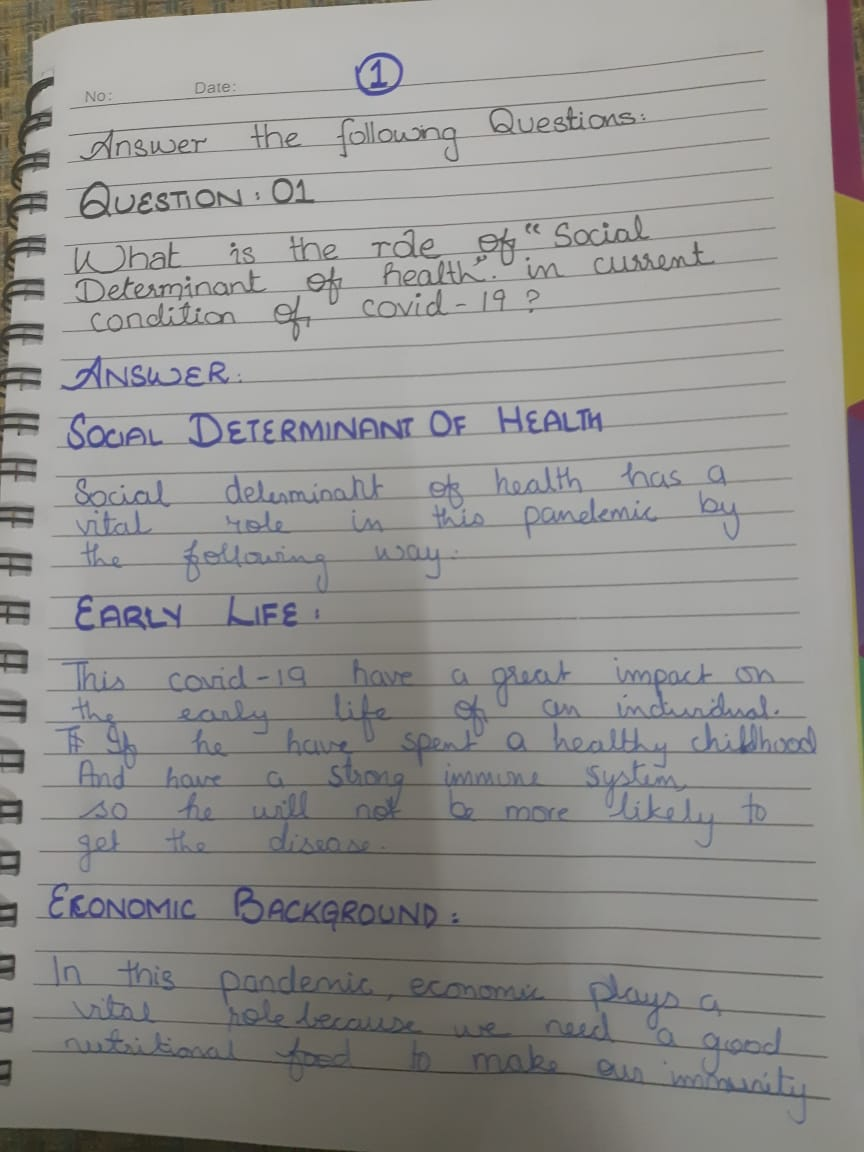 1
No: Date:
Answer the following Questions:
QUESTION: 01
What is the role of "Social
Determinant of health". in current
condition of covid-19?
ANSWER:
SOCIAL DETERMINANT OF HEALTH
Social determinant of health has a
vital role in this pandemic by
the following way.
EARLY LIFE:
This covid-19 have a great impact on
the early life of an individual.
If he have spent a healthy childhood
And have a strong immune system,
so he will not be more likely to
get the disease.
ECONOMIC BACKGROUND:
In this pandemic, economic plays a
vital role because we need a good
nutritional food to make our immunity